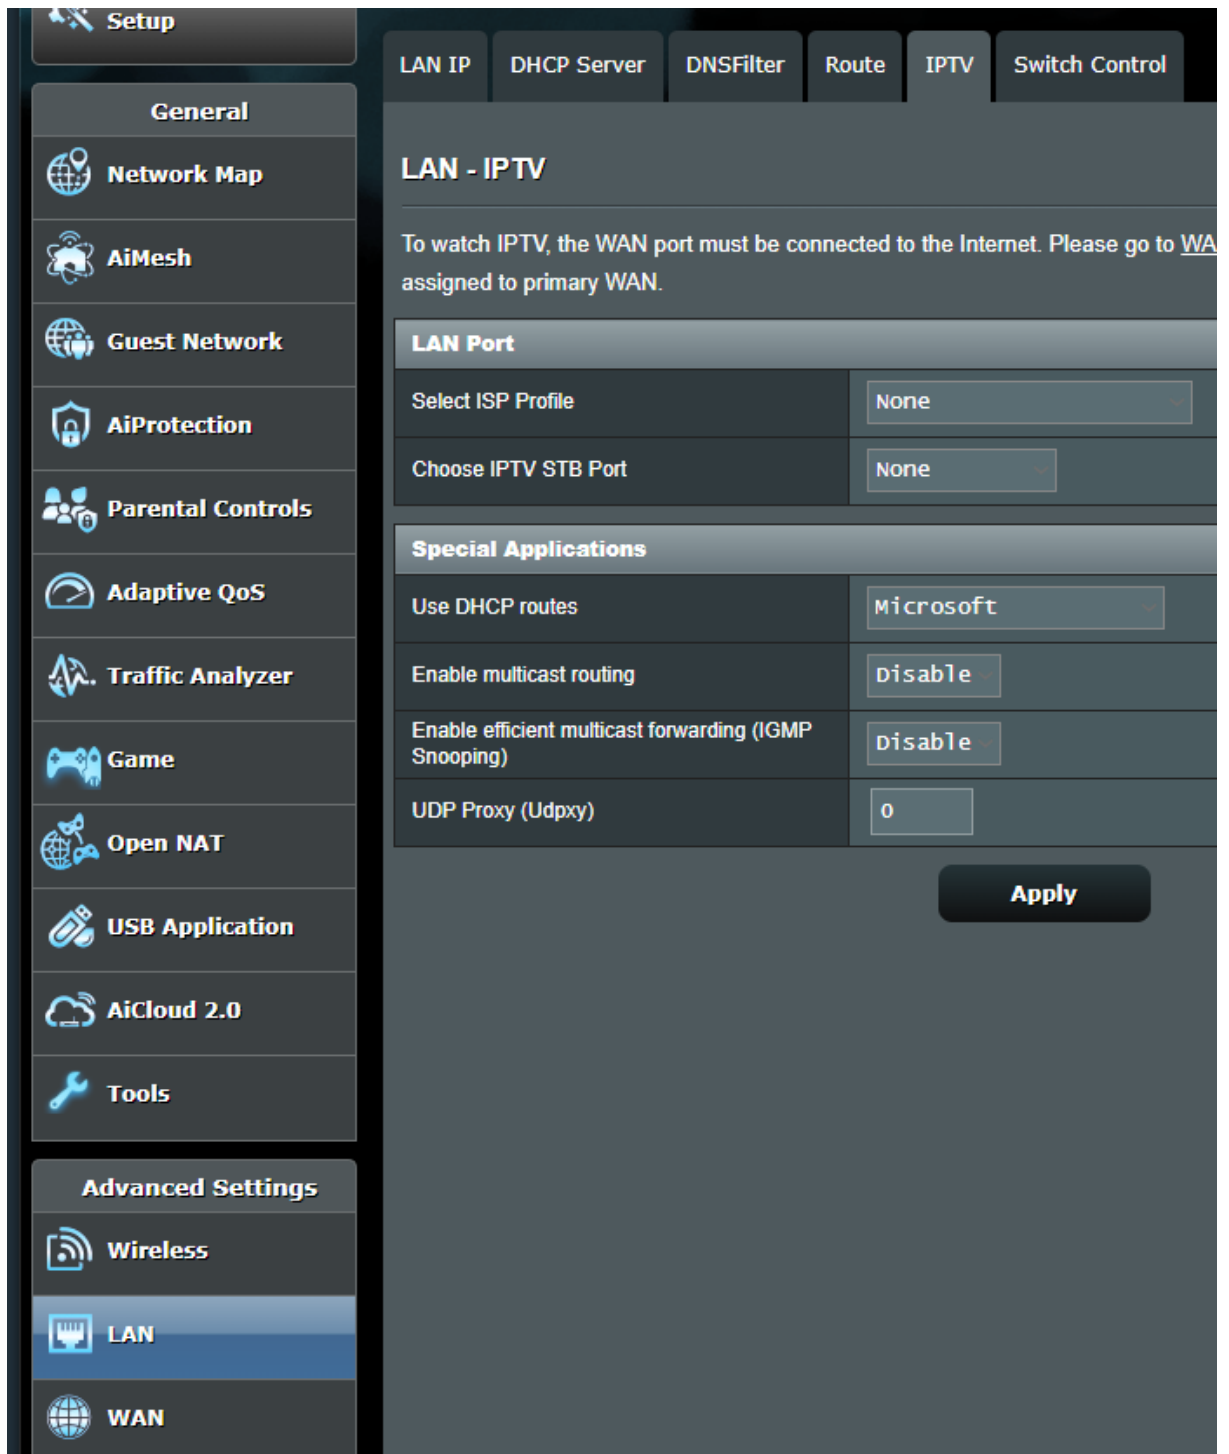 Setup
General
Network Map
AiMesh
Guest Network
AiProtection
Parental Controls
Adaptive QoS
Traffic Analyzer
Game
Open NAT
USB Application
AiCloud 2.0
Tools
Advanced Settings
Wireless
LAN
WAN
LAN IP DHCP Server DNSFilter Route IPTV Switch Control
LAN - IPTV
To watch IPTV, the WAN port must be connected to the Internet. Please go to WA
assigned to primary WAN.
LAN Port
Select ISP Profile None
Choose IPTV STB Port None
Special Applications
Use DHCP routes Microsoft
Enable multicast routing Disable
Enable efficient multicast forwarding (IGMP
Snooping) Disable
UDP Proxy (Udpxy) 0
Apply